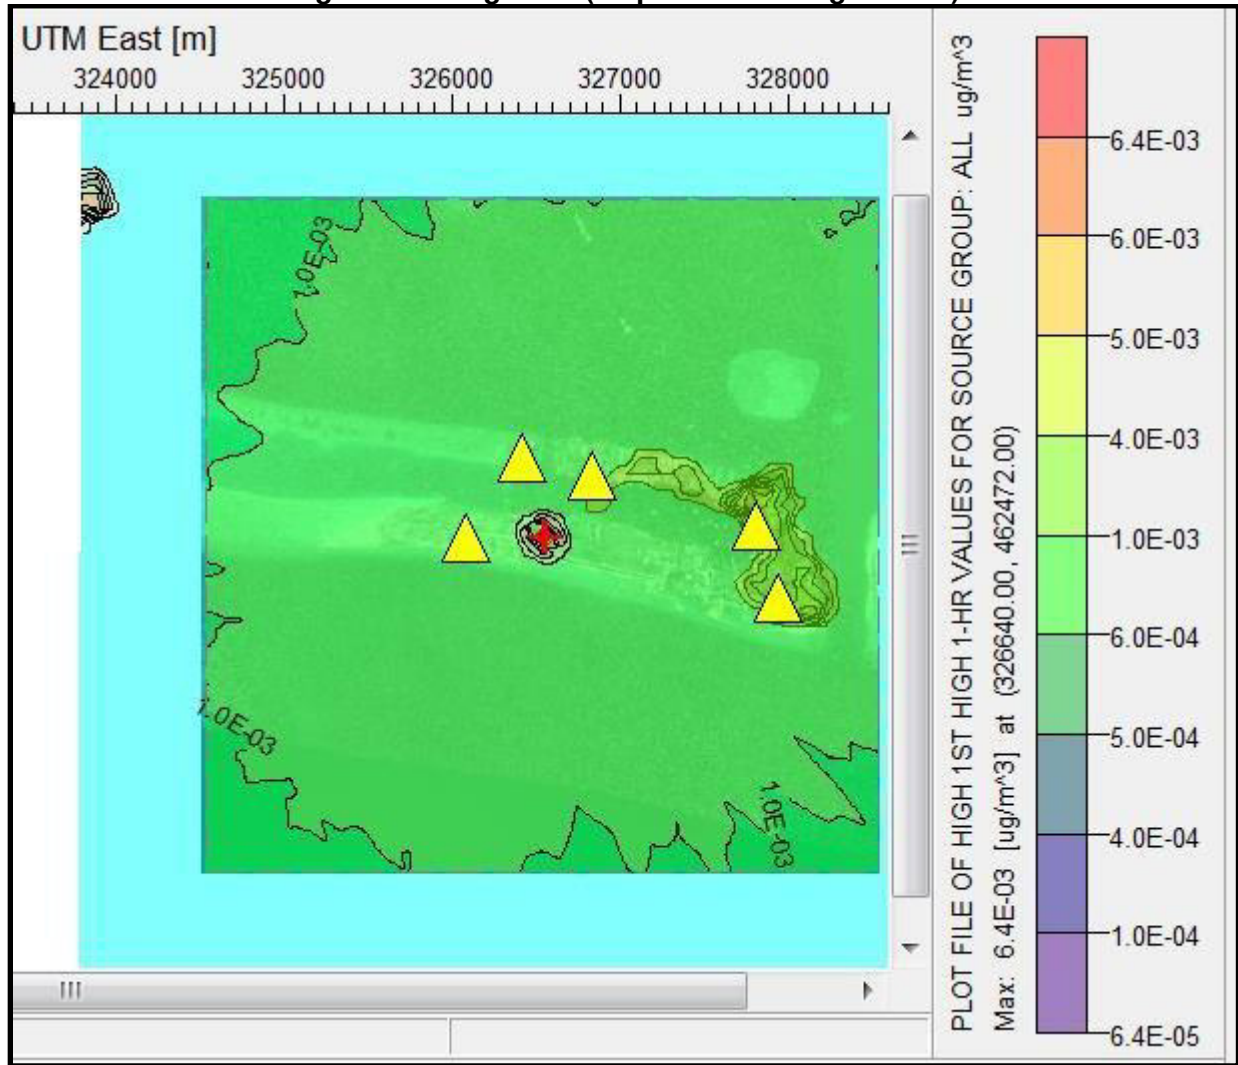 UTM East [m]
324000 325000 326000 327000 328000
1.0E-03
1.0E-03
1.0E-03
PLOT FILE OF HIGH 1ST HIGH 1-HR VALUES FOR SOURCE GROUP: ALL ug/m^3
Max: 6.4E-03 [ug/m^3] at (326640.00, 462472.00)
6.4E-03
6.0E-03
5.0E-03
4.0E-03
1.0E-03
6.0E-04
5.0E-04
4.0E-04
1.0E-04
6.4E-05